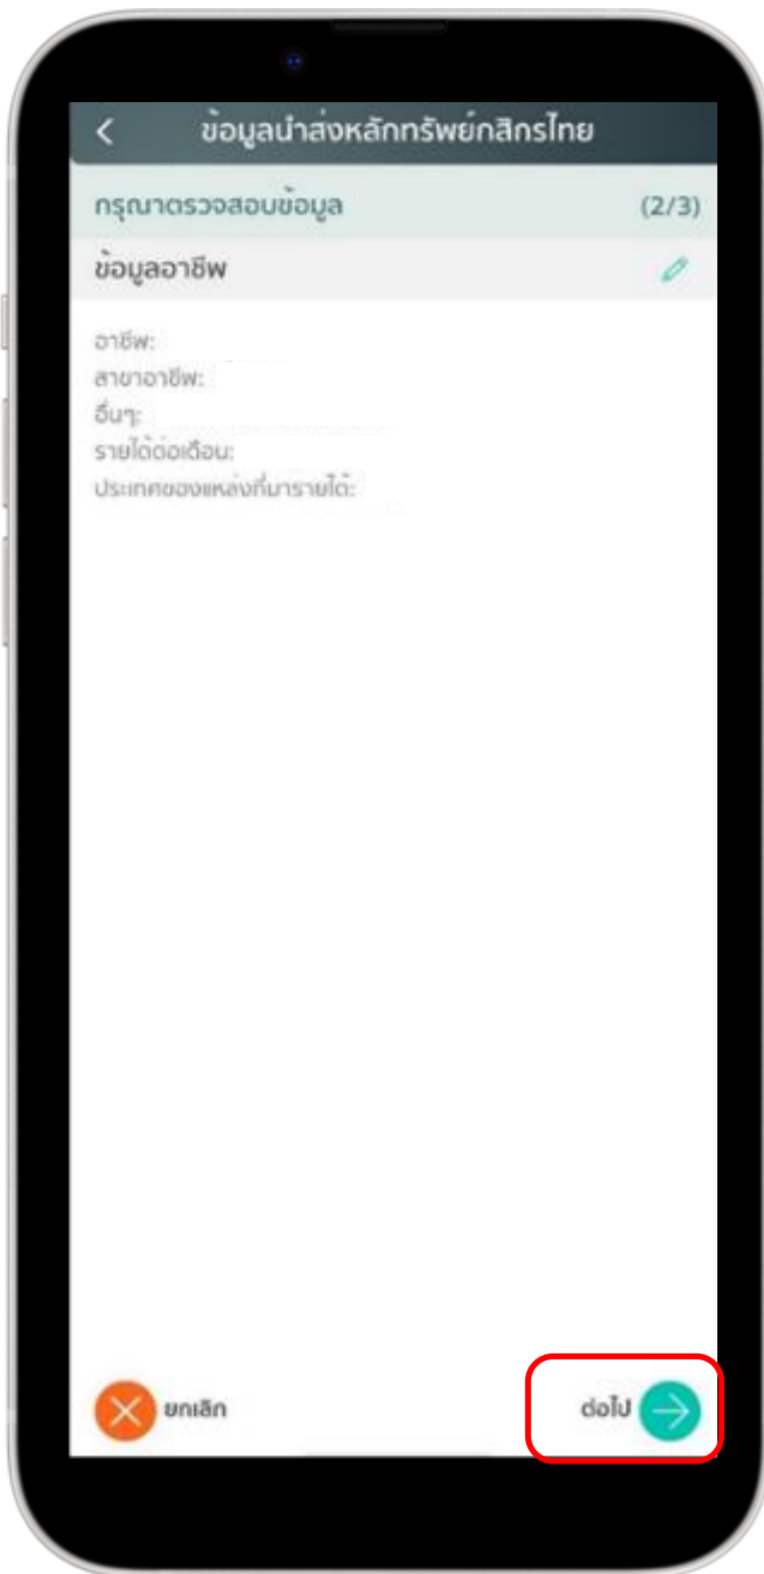 ข้อมูลนำส่งหลักทรัพย์กสิกรไทย
กรุณาตรวจสอบข้อมูล (2/3)
ข้อมูลอาชีพ
อาชีพ:
สาขาอาชีพ:
อื่นๆ:
รายได้ต่อเดือน:
ประเทศของแหล่งที่มารายได้:
ยกเลิก ต่อไป